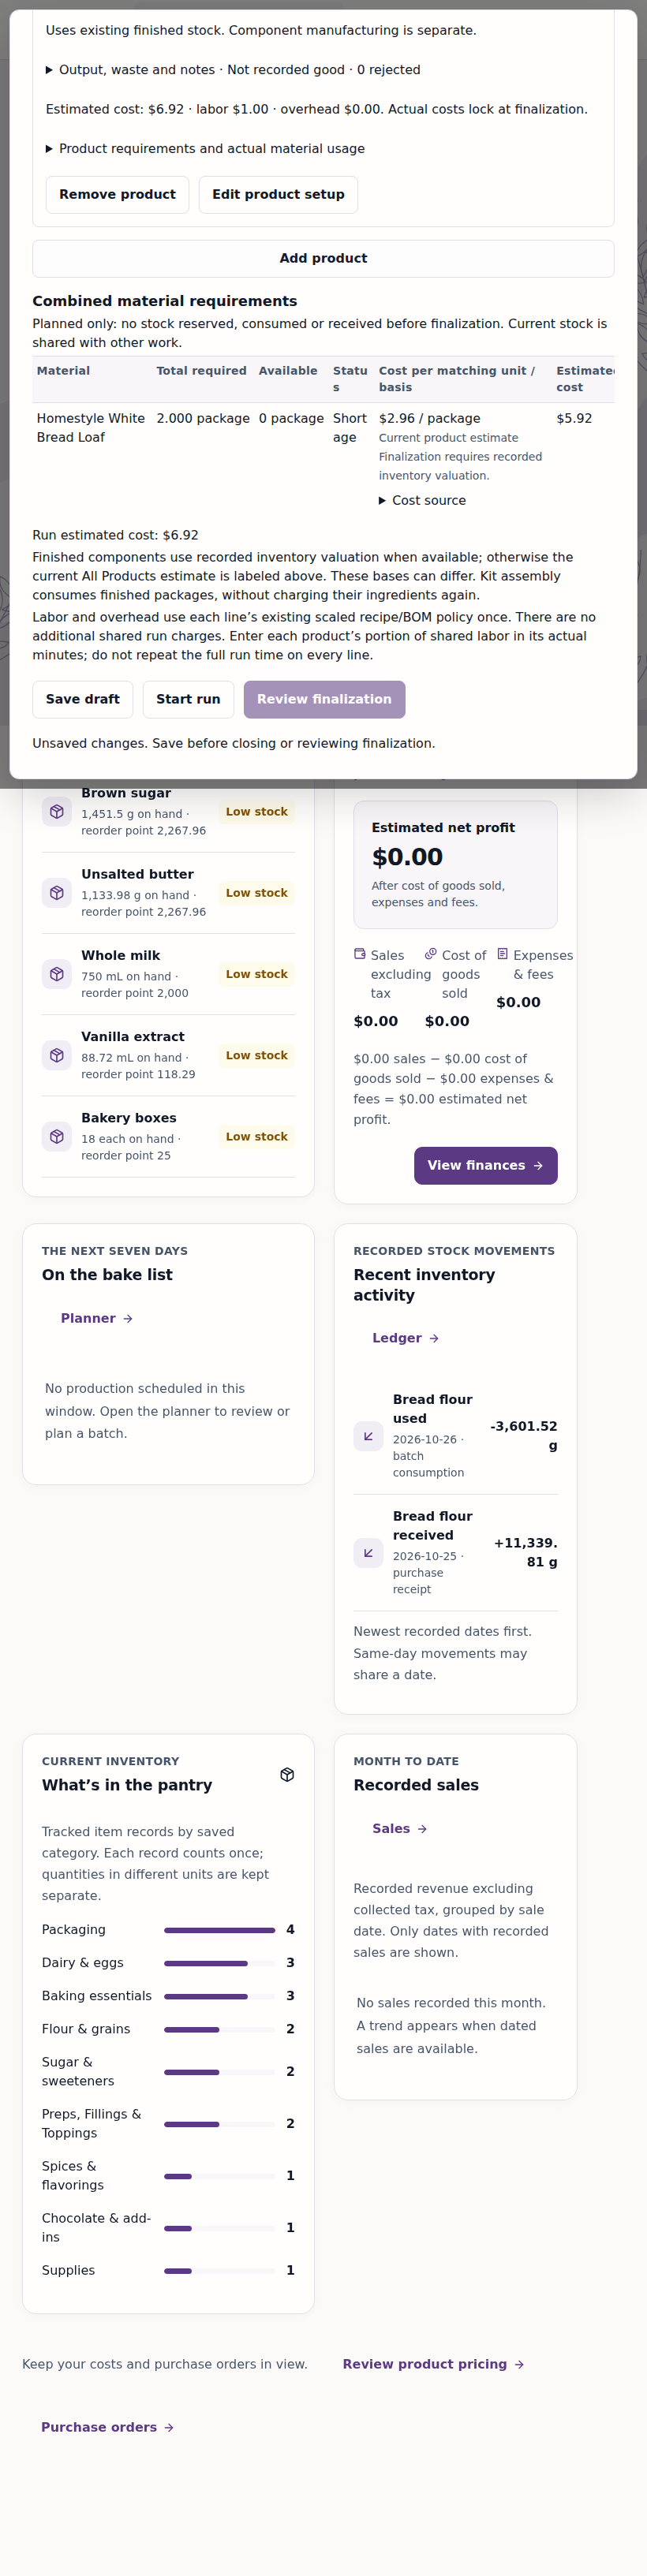 Uses existing finished stock. Component manufacturing is separate.
▶ Output, waste and notes · Not recorded good · 0 rejected
Estimated cost: $6.92 · labor $1.00 · overhead $0.00. Actual costs lock at finalization.
▶ Product requirements and actual material usage
Remove product
Edit product setup
Add product
Combined material requirements
Planned only: no stock reserved, consumed or received before finalization. Current stock is
shared with other work.
Material
Total required
Available
Statu
s
Cost per matching unit /
basis
Estimated
cost
Homestyle White
Bread Loaf
2.000 package
0 package
Short
age
$2.96 / package
Current product estimate
Finalization requires recorded
inventory valuation.
▶ Cost source
$5.92
Run estimated cost: $6.92
Finished components use recorded inventory valuation when available; otherwise the
current All Products estimate is labeled above. These bases can differ. Kit assembly
consumes finished packages, without charging their ingredients again.
Labor and overhead use each line’s existing scaled recipe/BOM policy once. There are no
additional shared run charges. Enter each product’s portion of shared labor in its actual
minutes; do not repeat the full run time on every line.
Save draft
Start run
Review finalization
Unsaved changes. Save before closing or reviewing finalization.
Brown sugar
1,451.5 g on hand ·
reorder point 2,267.96
Low stock
Unsalted butter
1,133.98 g on hand ·
reorder point 2,267.96
Low stock
Whole milk
750 mL on hand ·
reorder point 2,000
Low stock
Vanilla extract
88.72 mL on hand ·
reorder point 118.29
Low stock
Bakery boxes
18 each on hand ·
reorder point 25
Low stock
Estimated net profit
$0.00
After cost of goods sold,
expenses and fees.
Sales
excluding
tax
$0.00
Cost of
goods
sold
$0.00
Expenses
& fees
$0.00
$0.00 sales − $0.00 cost of
goods sold − $0.00 expenses &
fees = $0.00 estimated net
profit.
View finances →
THE NEXT SEVEN DAYS
On the bake list
Planner →
No production scheduled in this
window. Open the planner to review or
plan a batch.
RECORDED STOCK MOVEMENTS
Recent inventory
activity
Ledger →
Bread flour
used
2026-10-26 ·
batch
consumption
-3,601.52
g
Bread flour
received
2026-10-25 ·
purchase
receipt
+11,339.
81 g
Newest recorded dates first.
Same-day movements may
share a date.
CURRENT INVENTORY
What’s in the pantry
Tracked item records by saved
category. Each record counts once;
quantities in different units are kept
separate.
Packaging 4
Dairy & eggs 3
Baking essentials 3
Flour & grains 2
Sugar &
sweeteners 2
Preps, Fillings &
Toppings 2
Spices &
flavorings 1
Chocolate & add-
ins 1
Supplies 1
MONTH TO DATE
Recorded sales
Sales →
Recorded revenue excluding
collected tax, grouped by sale
date. Only dates with recorded
sales are shown.
No sales recorded this month.
A trend appears when dated
sales are available.
Keep your costs and purchase orders in view.
Review product pricing →
Purchase orders →